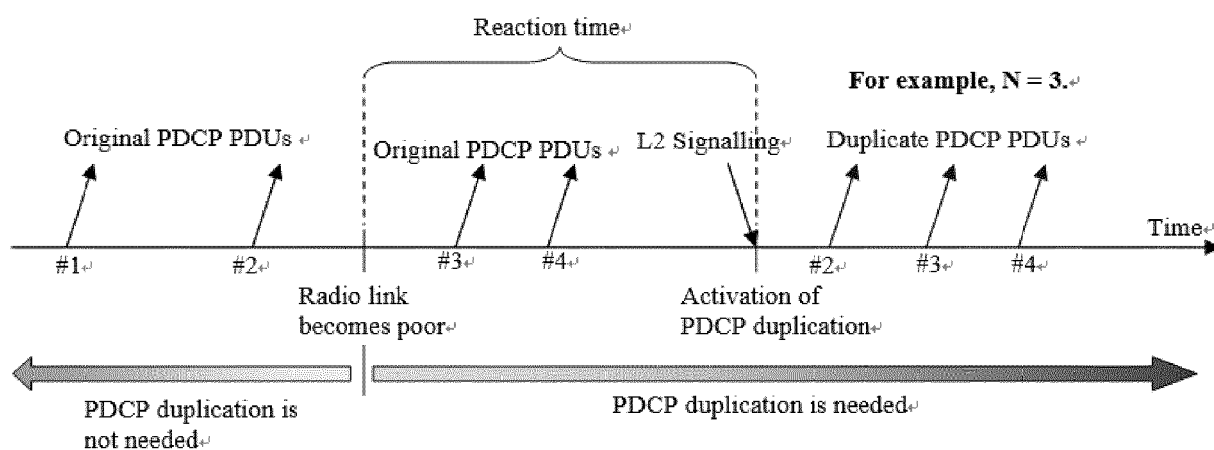 Reaction time↵
For example, N = 3.↵
Original PDCP PDUs ↵
Original PDCP PDUs ↵
L2 Signalling↵
Duplicate PDCP PDUs ↵
Time↵
#1↵
#2↵
#3↵
#4↵
#2↵
#3↵
#4↵
Radio link
becomes poor↵
Activation of
PDCP duplication↵
PDCP duplication is
not needed↵
PDCP duplication is needed↵